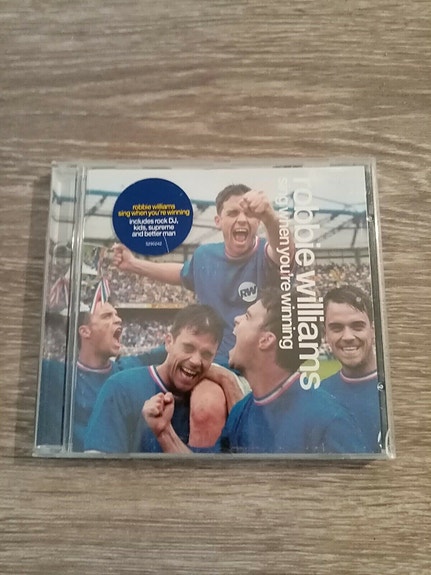 robbie williams
sing when you're winning
includes rock DJ,
kids, supreme
and better man
5290242
RW
robbie williams
sing when you're winning